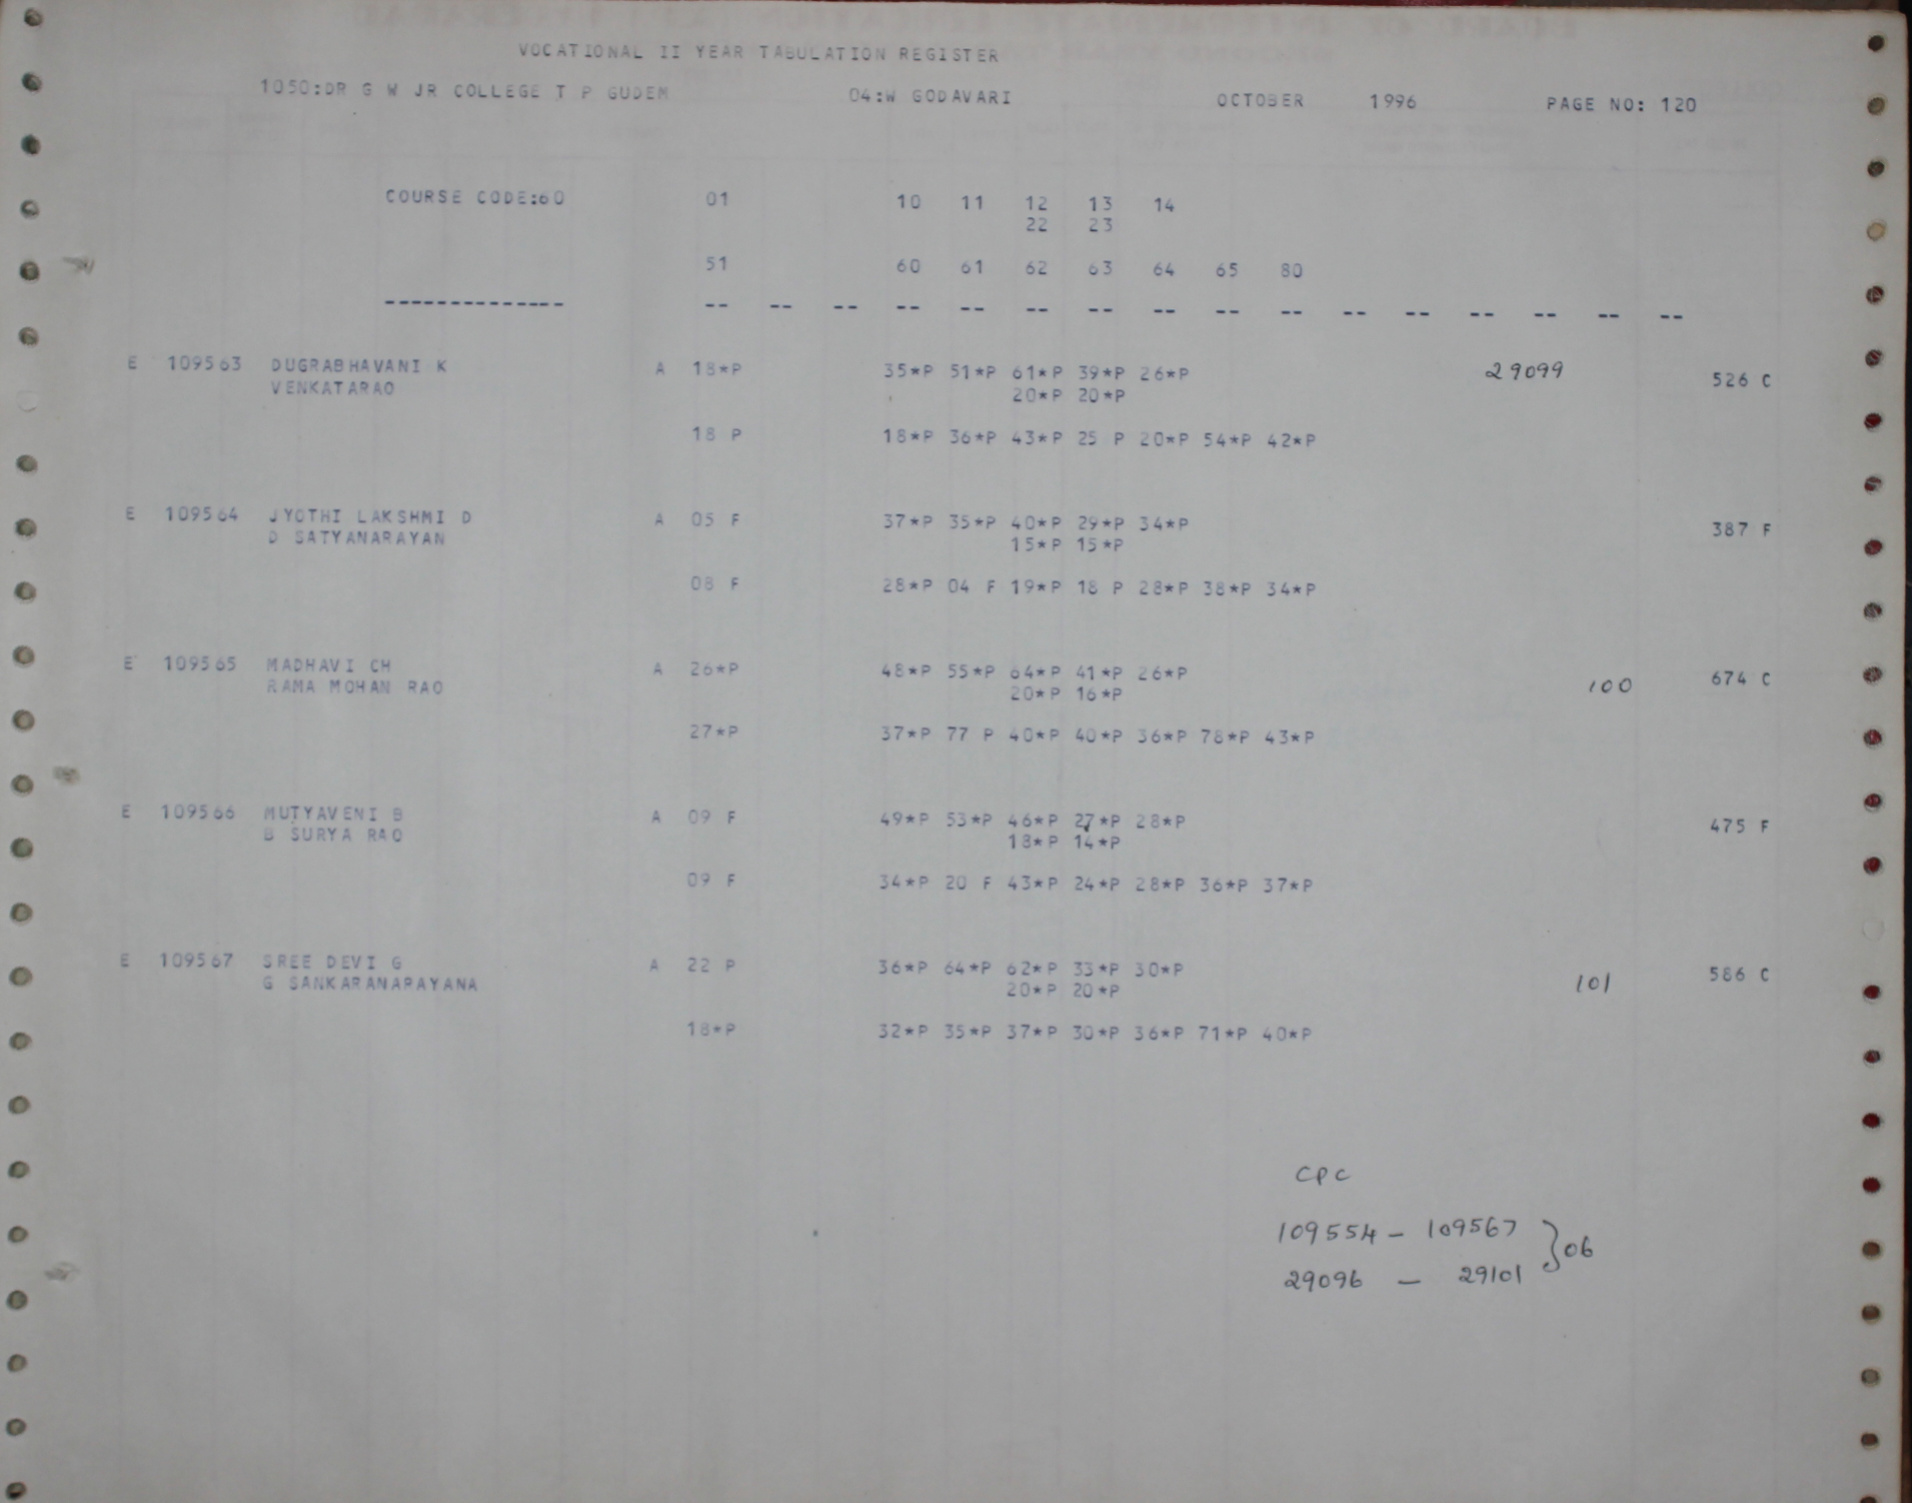 VOCATIONAL II YEAR TABULATION REGISTER
1050:DR G W JR COLLEGE T P GUDEM 04:W GODAVARI OCTOBER 1996 PAGE NO: 120
COURSE CODE:60 01 10 11 12 13 14
22 23
51 60 61 62 63 64 65 80
-------------- -- -- -- -- -- -- -- -- -- -- -- -- -- -- -- --
E 109563 DUGRABHAVANI K A 18*P 35*P 51*P 61*P 39*P 26*P 29099 526 C
VENKATARAO 20*P 20*P
18 P 18*P 36*P 43*P 25 P 20*P 54*P 42*P
E 109564 JYOTHI LAKSHMI D A 05 F 37*P 35*P 40*P 29*P 34*P 387 F
D SATYANARAYAN 15*P 15*P
08 F 28*P 04 F 19*P 18 P 28*P 38*P 34*P
E 109565 MADHAVI CH A 26*P 48*P 55*P 64*P 41*P 26*P 100 674 C
RAMA MOHAN RAO 20*P 16*P
27*P 37*P 77 P 40*P 40*P 36*P 78*P 43*P
E 109566 MUTYAVENI B A 09 F 49*P 53*P 46*P 27*P 28*P 475 F
B SURYA RAO 18*P 14*P
09 F 34*P 20 F 43*P 24*P 28*P 36*P 37*P
E 109567 SREE DEVI G A 22 P 36*P 64*P 62*P 33*P 30*P 101 586 C
G SANKARANARAYANA 20*P 20*P
18*P 32*P 35*P 37*P 30*P 36*P 71*P 40*P
CPC
109554 - 109567
29096 - 29101 }06